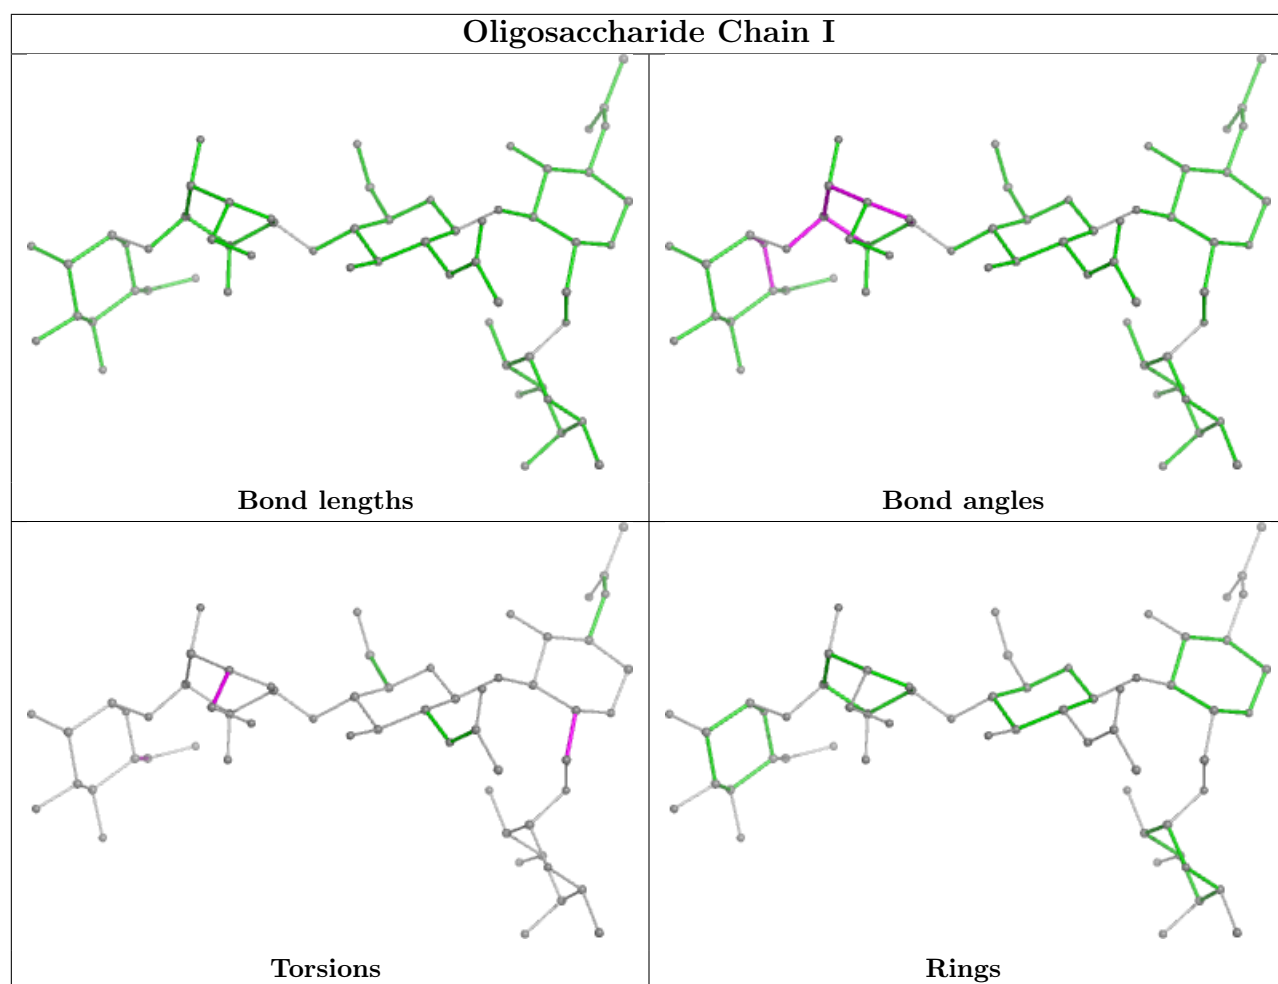 Oligosaccharide Chain I
Bond lengths
Bond angles
Torsions
Rings